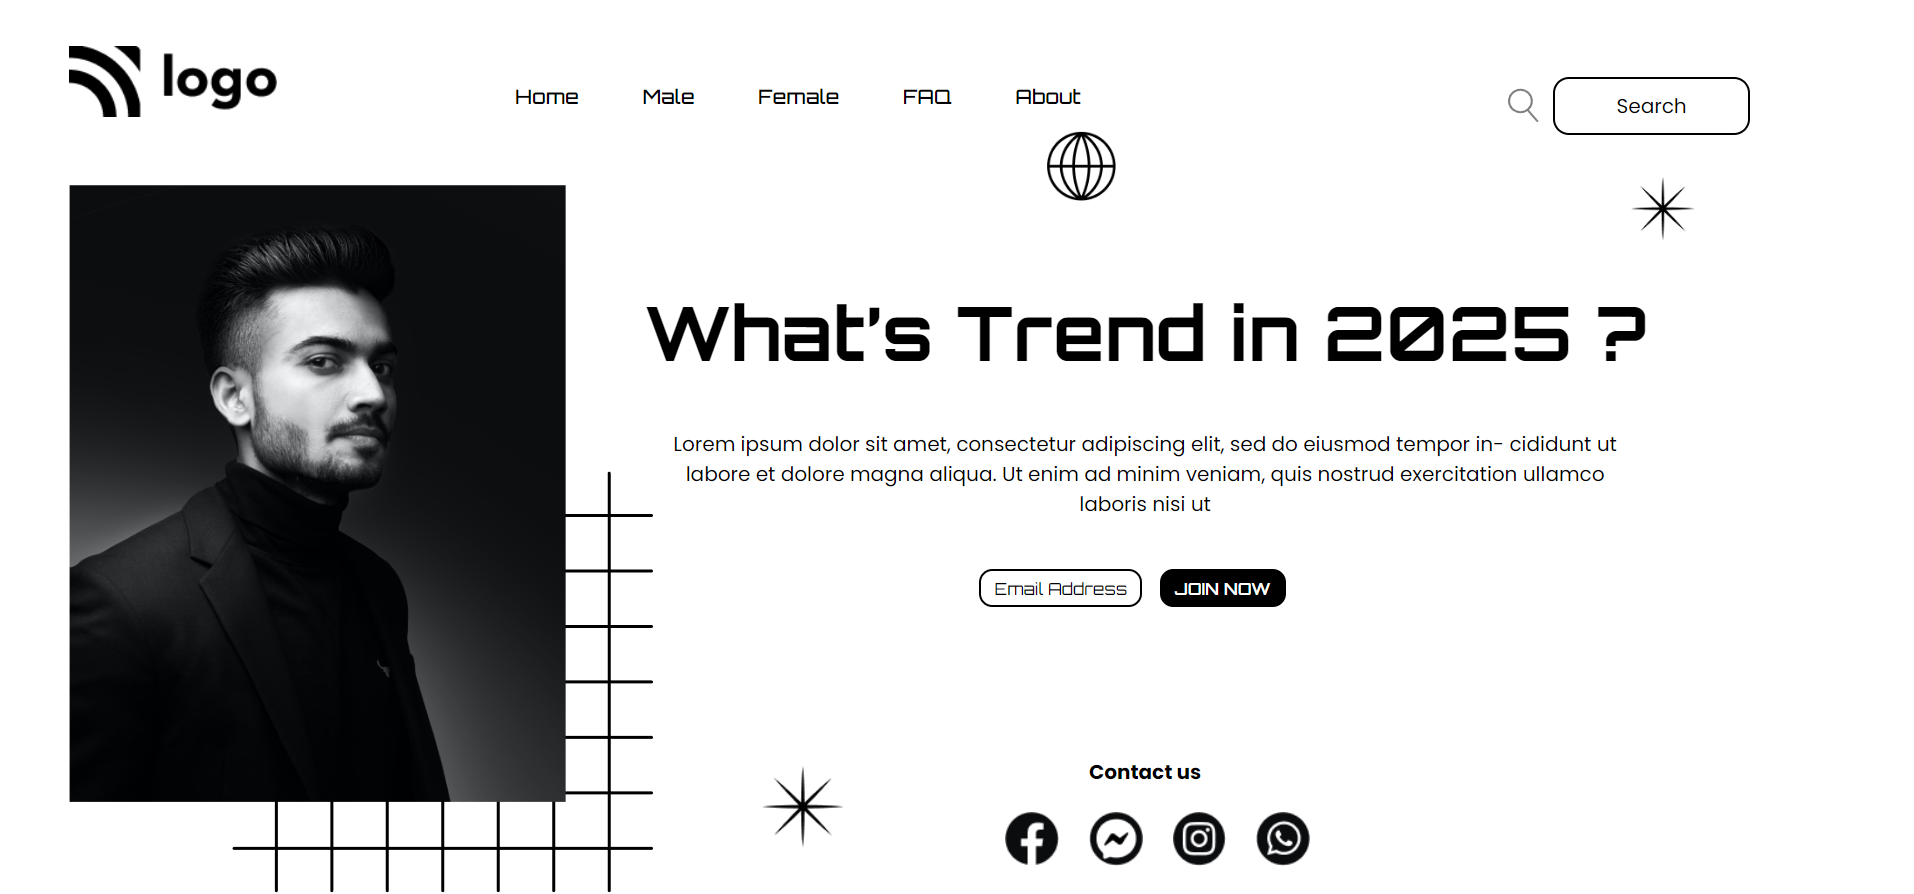 logo
Home Male Female FAQ About
Search
What's Trend in 2025 ?
Lorem ipsum dolor sit amet, consectetur adipiscing elit, sed do eiusmod tempor in- cididunt ut
labore et dolore magna aliqua. Ut enim ad minim veniam, quis nostrud exercitation ullamco
laboris nisi ut
Email Address JOIN NOW
Contact us